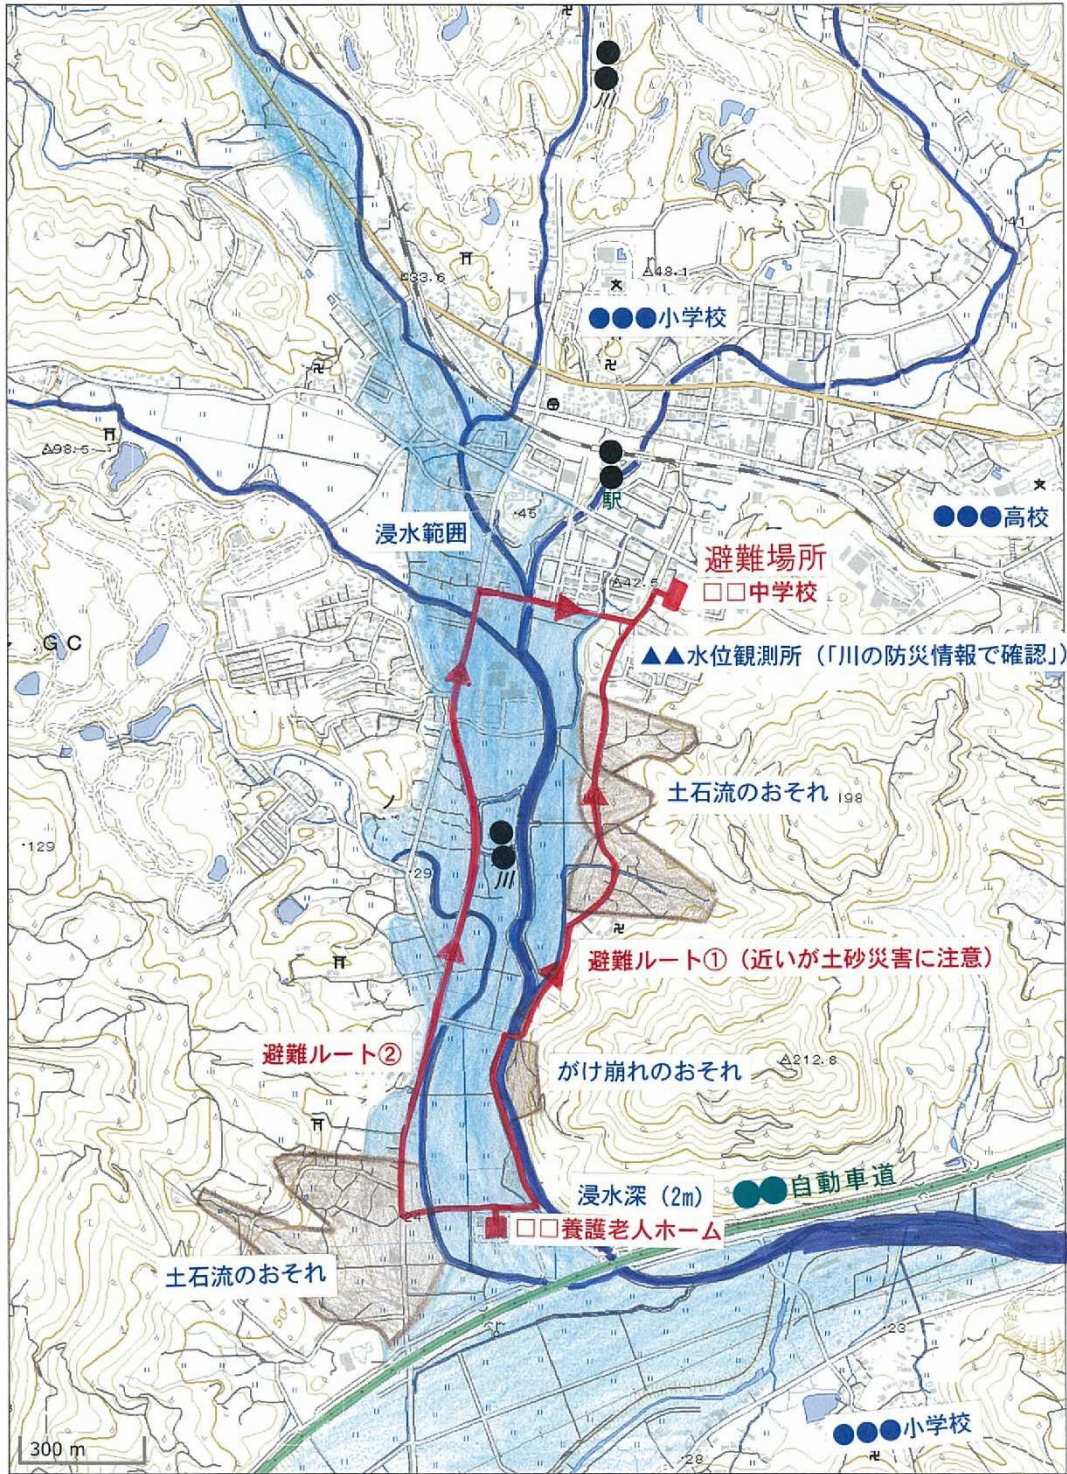 ●●川
50
・41
△48.1
33.6
●●●小学校
△98.5
●●●高校
浸水範囲
・45
●●駅
避難場所
□□中学校
△42.5
GC
▲▲水位観測所（「川の防災情報で確認」）
土石流のおそれ
198
・129
・29
●●川
避難ルート①（近いが土砂災害に注意）
避難ルート②
がけ崩れのおそれ
△212.8
浸水深（2m）
●●自動車道
・24
□□養護老人ホーム
土石流のおそれ
50
・23
●●●小学校
300 m
・28